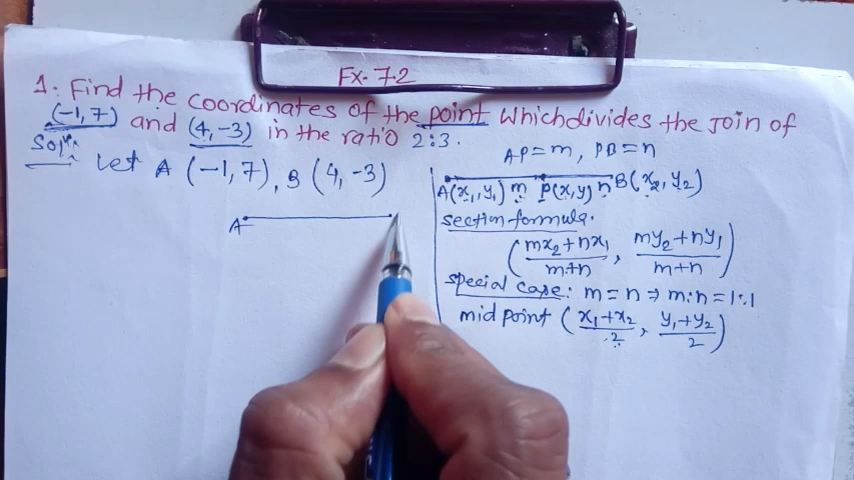 Ex-7.2
1. Find the coordinates of the point which divides the Join of
(-1,7) and (4,-3) in the ratio 2:3.
Soln:
Let A (-1,7), B (4,-3)
A
AP=m, PB=n
A(x₁,y₁) m P(x,y) n B(x₂,y₂)
section formula.
(mx₂+nx₁/m+n, my₂+ny₁/m+n)
special case: m=n ⇒ m:n=1:1
mid point (x₁+x₂/2, y₁+y₂/2)